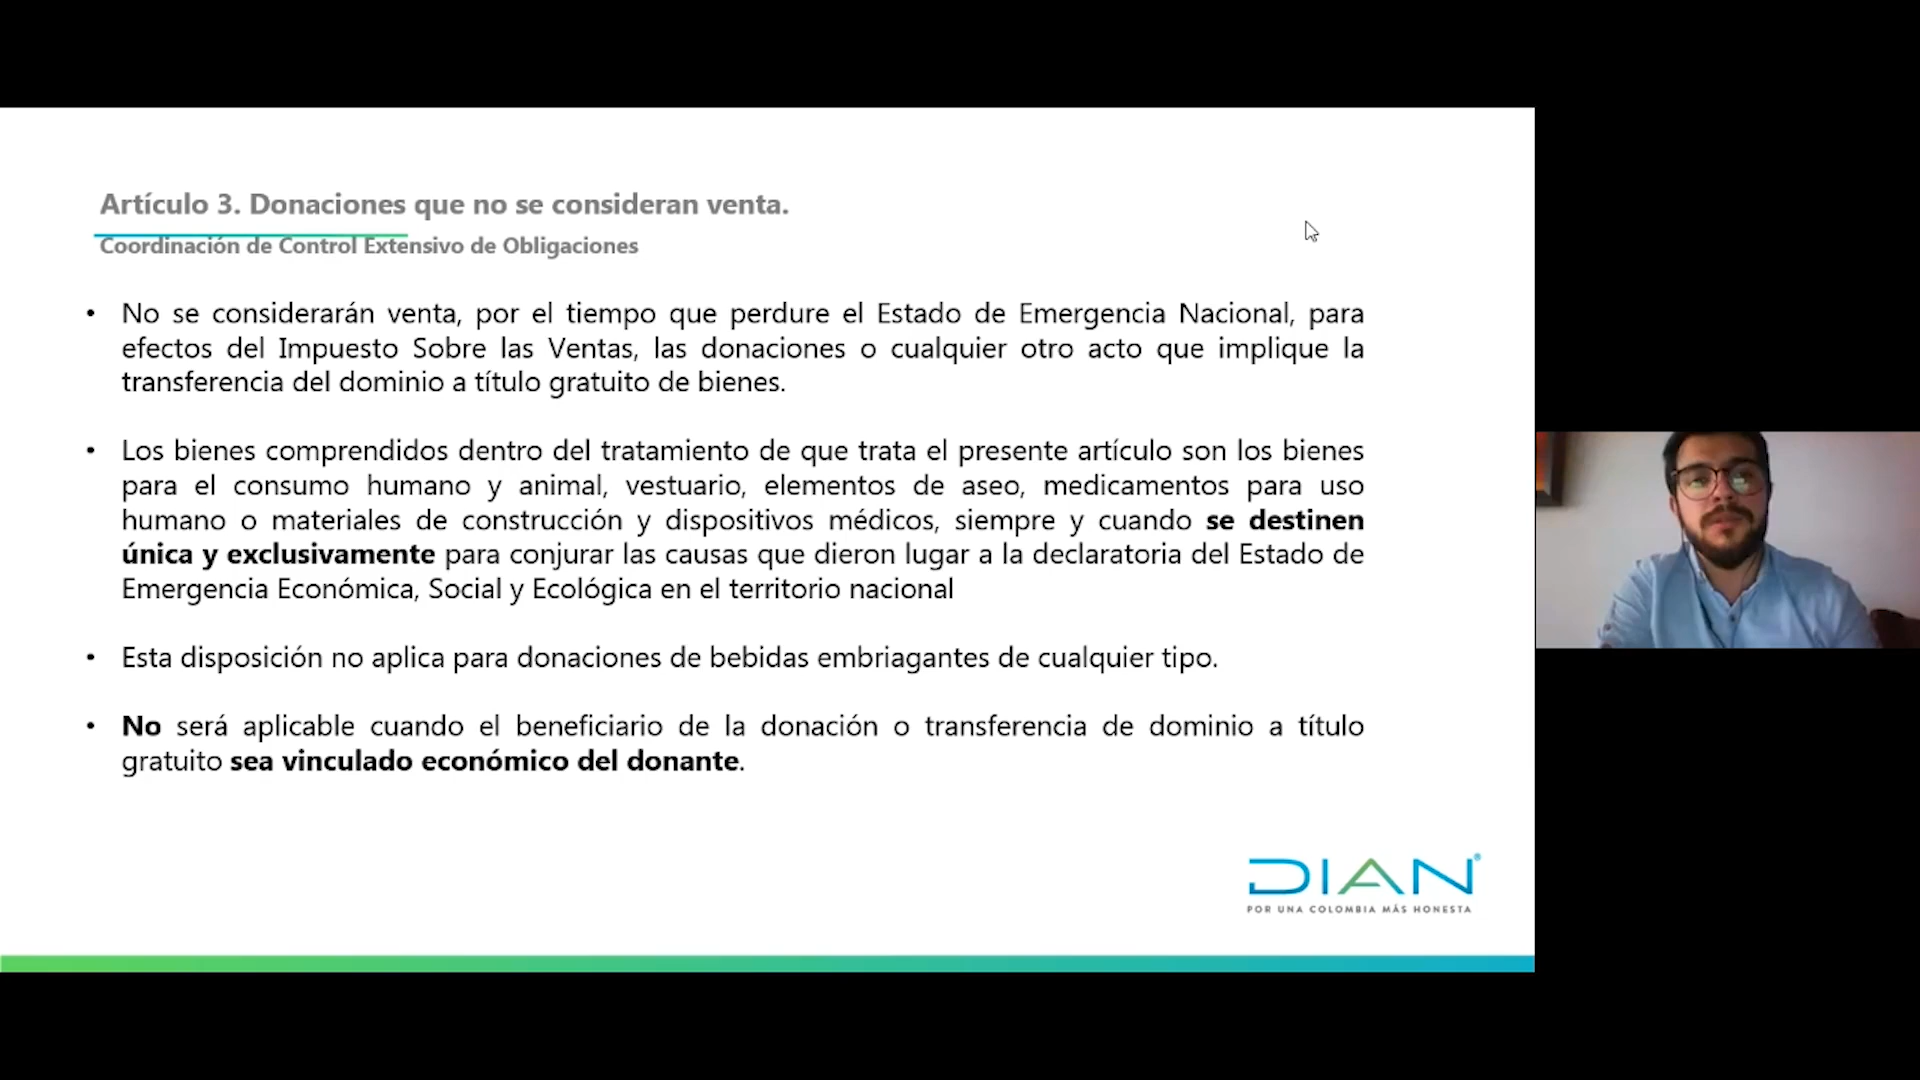 Artículo 3. Donaciones que no se consideran venta.
Coordinación de Control Extensivo de Obligaciones
• No se considerarán venta, por el tiempo que perdure el Estado de Emergencia Nacional, para
efectos del Impuesto Sobre las Ventas, las donaciones o cualquier otro acto que implique la
transferencia del dominio a título gratuito de bienes.
• Los bienes comprendidos dentro del tratamiento de que trata el presente artículo son los bienes
para el consumo humano y animal, vestuario, elementos de aseo, medicamentos para uso
humano o materiales de construcción y dispositivos médicos, siempre y cuando se destinen
única y exclusivamente para conjurar las causas que dieron lugar a la declaratoria del Estado de
Emergencia Económica, Social y Ecológica en el territorio nacional
• Esta disposición no aplica para donaciones de bebidas embriagantes de cualquier tipo.
• No será aplicable cuando el beneficiario de la donación o transferencia de dominio a título
gratuito sea vinculado económico del donante.
DIAN®
POR UNA COLOMBIA MÁS HONESTA